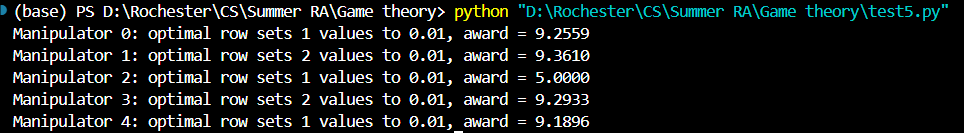 (base) PS D:\Rochester\CS\Summer RA\Game theory> python "D:\Rochester\CS\Summer RA\Game theory\test5.py"
Manipulator 0: optimal row sets 1 values to 0.01, award = 9.2559
Manipulator 1: optimal row sets 2 values to 0.01, award = 9.3610
Manipulator 2: optimal row sets 1 values to 0.01, award = 5.0000
Manipulator 3: optimal row sets 2 values to 0.01, award = 9.2933
Manipulator 4: optimal row sets 1 values to 0.01, award = 9.1896